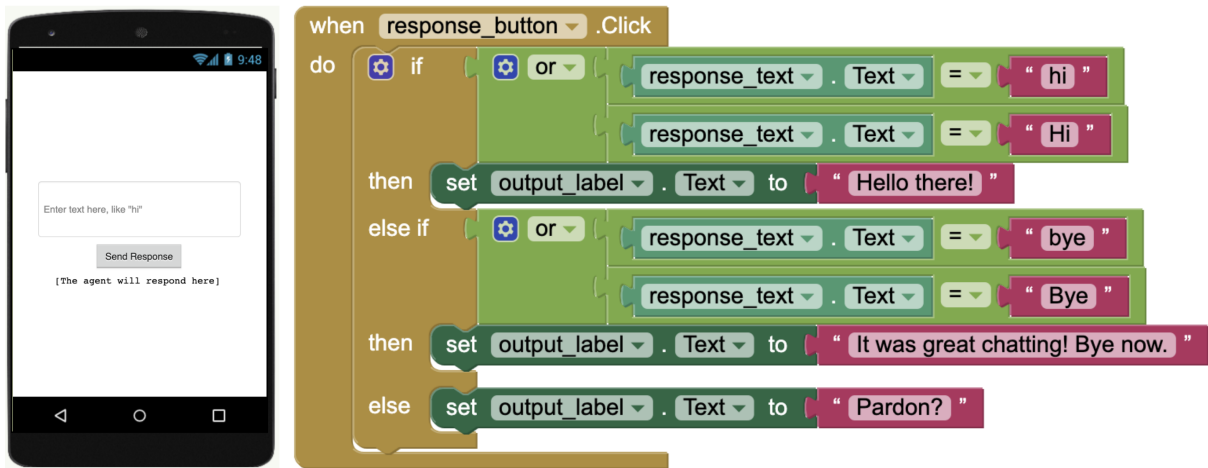 9:48
Enter text here, like "hi"
Send Response
[The agent will respond here]
when response_button .Click
do if or response_text . Text = " hi "
response_text . Text = " Hi "
then set output_label . Text to " Hello there! "
else if or response_text . Text = " bye "
response_text . Text = " Bye "
then set output_label . Text to " It was great chatting! Bye now. "
else set output_label . Text to " Pardon? "